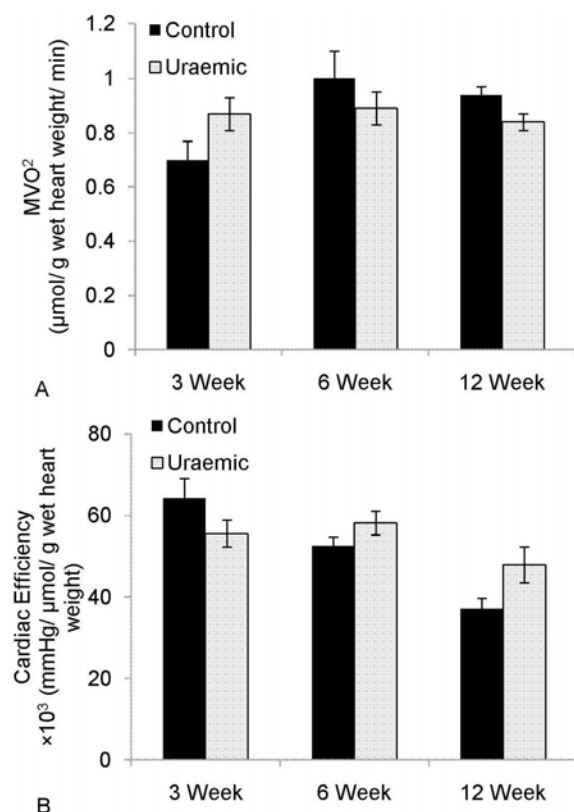 1.2
1
0.8
0.6
0.4
0.2
0
MVO²
(µmol/ g wet heart weight/ min)
Control
Uraemic
3 Week
6 Week
12 Week
A
80
60
40
20
0
Cardiac Efficiency
×10³ (mmHg/ µmol/ g wet heart
weight)
Control
Uraemic
3 Week
6 Week
12 Week
B